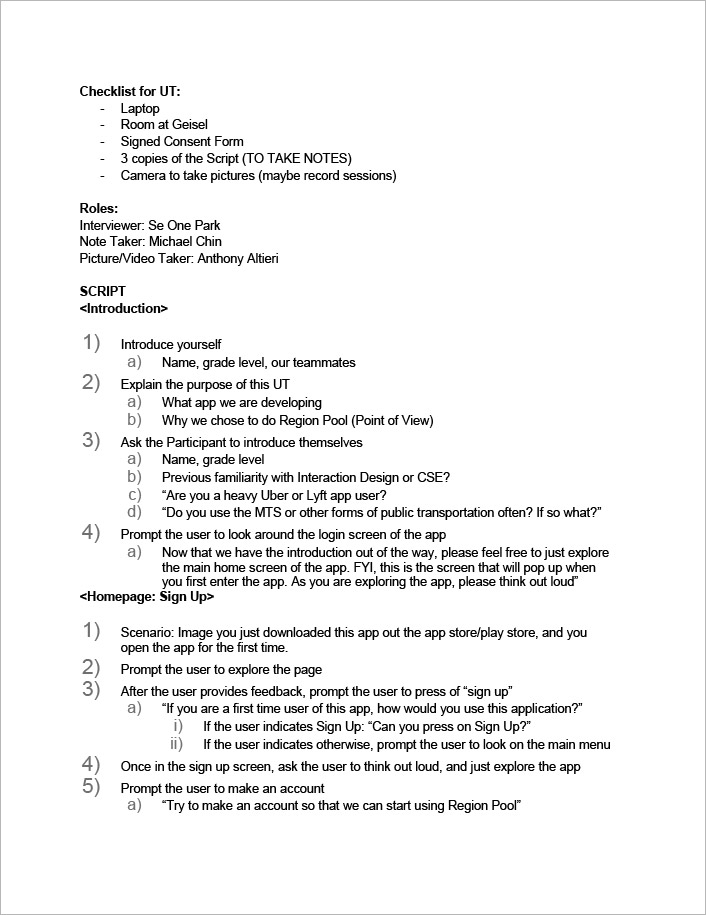 Checklist for UT:
- Laptop
- Room at Geisel
- Signed Consent Form
- 3 copies of the Script (TO TAKE NOTES)
- Camera to take pictures (maybe record sessions)
Roles:
Interviewer: Se One Park
Note Taker: Michael Chin
Picture/Video Taker: Anthony Altieri
SCRIPT
<Introduction>
1) Introduce yourself
a) Name, grade level, our teammates
2) Explain the purpose of this UT
a) What app we are developing
b) Why we chose to do Region Pool (Point of View)
3) Ask the Participant to introduce themselves
a) Name, grade level
b) Previous familiarity with Interaction Design or CSE?
c) “Are you a heavy Uber or Lyft app user?
d) “Do you use the MTS or other forms of public transportation often? If so what?”
4) Prompt the user to look around the login screen of the app
a) Now that we have the introduction out of the way, please feel free to just explore
the main home screen of the app. FYI, this is the screen that will pop up when
you first enter the app. As you are exploring the app, please think out loud”
<Homepage: Sign Up>
1) Scenario: Image you just downloaded this app out the app store/play store, and you
open the app for the first time.
2) Prompt the user to explore the page
3) After the user provides feedback, prompt the user to press of “sign up”
a) “If you are a first time user of this app, how would you use this application?”
i) If the user indicates Sign Up: “Can you press on Sign Up?”
ii) If the user indicates otherwise, prompt the user to look on the main menu
4) Once in the sign up screen, ask the user to think out loud, and just explore the app
5) Prompt the user to make an account
a) “Try to make an account so that we can start using Region Pool”